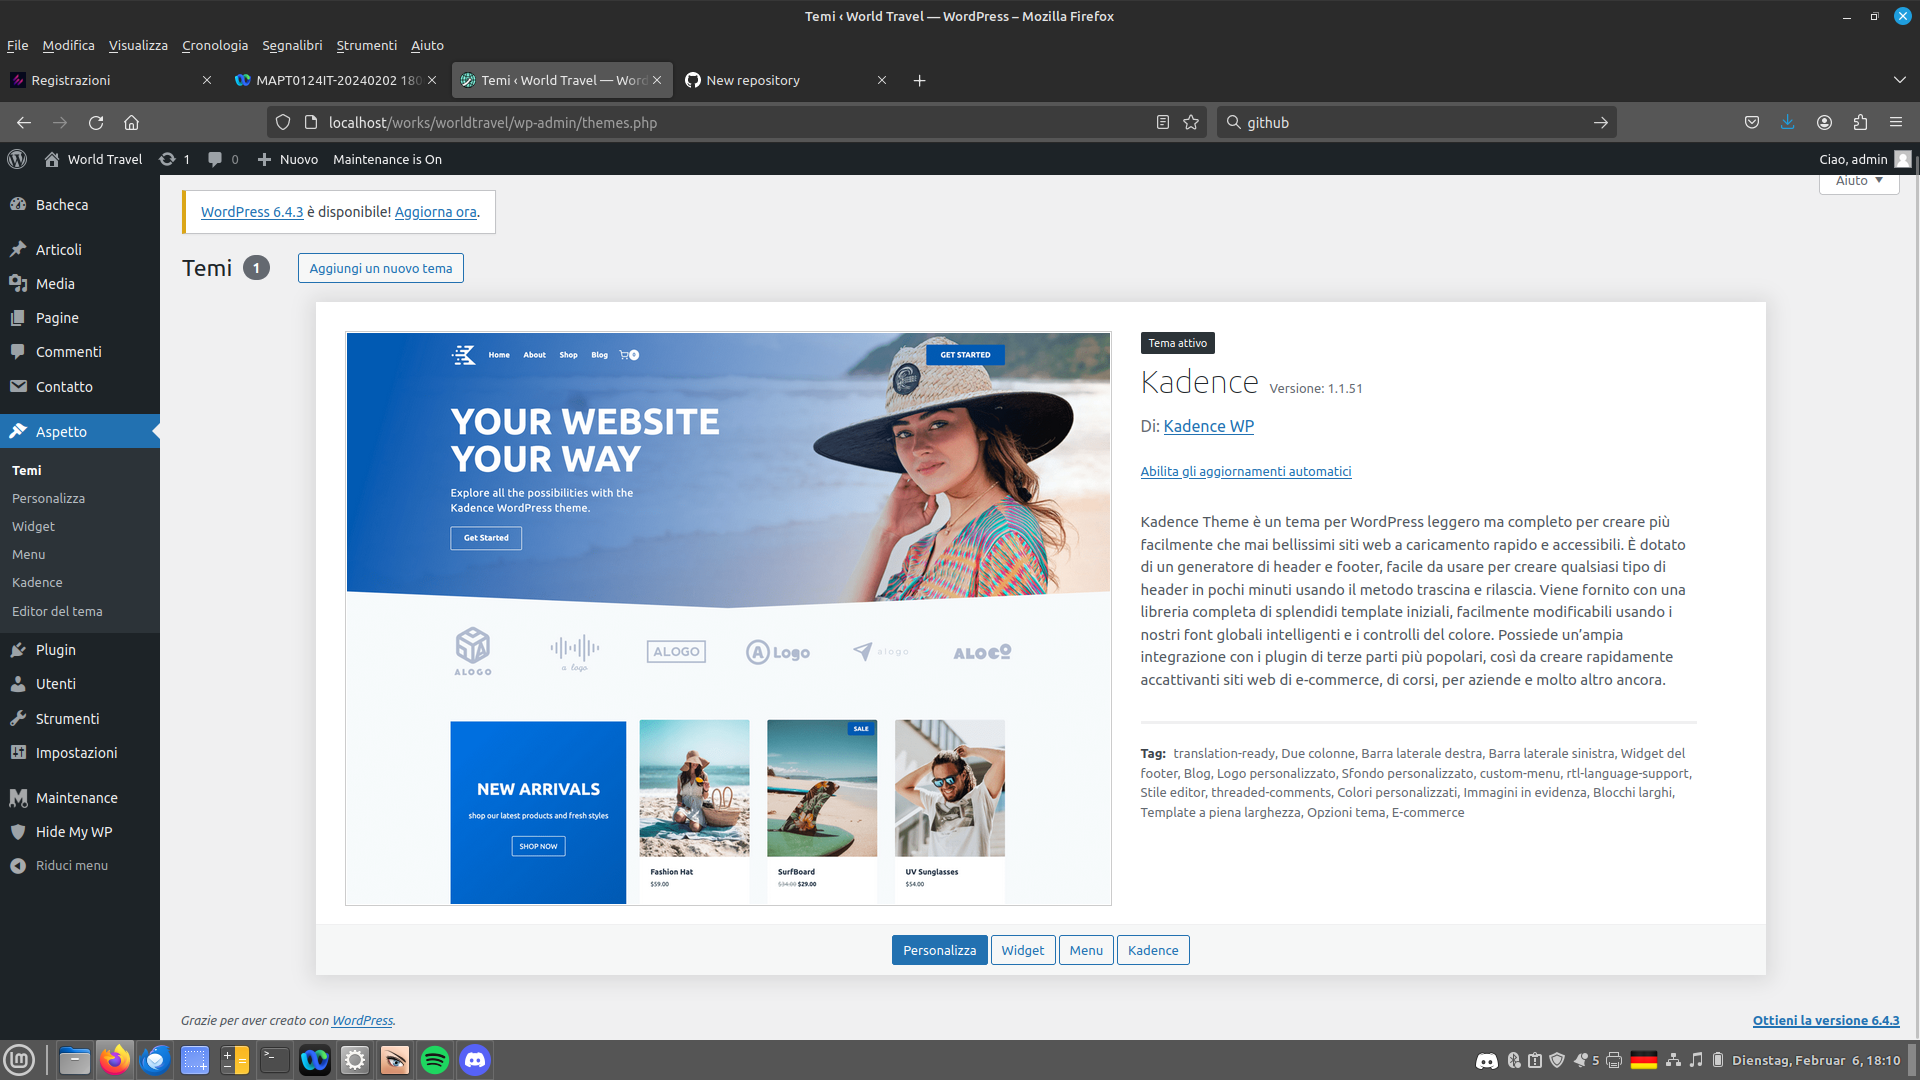 Temi ‹ World Travel — WordPress – Mozilla Firefox
File Modifica Visualizza Cronologia Segnalibri Strumenti Aiuto
Registrazioni
MAPT0124IT-20240202 180
Temi ‹ World Travel — Word
New repository
localhost/works/worldtravel/wp-admin/themes.php
github
World Travel 1 0 Nuovo Maintenance is On
Ciao, admin
Aiuto
Bacheca
Articoli
Media
Pagine
Commenti
Contatto
Aspetto
Temi
Personalizza
Widget
Menu
Kadence
Editor del tema
Plugin
Utenti
Strumenti
Impostazioni
Maintenance
Hide My WP
Riduci menu
WordPress 6.4.3 è disponibile! Aggiorna ora.
Temi 1 Aggiungi un nuovo tema
Home About Shop Blog 0 GET STARTED
YOUR WEBSITE
YOUR WAY
Explore all the possibilities with the
Kadence WordPress theme.
Get Started
ALOGO
a logo
ALOGO
A Logo
alogo
ALOGO
NEW ARRIVALS
shop our latest products and fresh styles
SHOP NOW
Fashion Hat
$59.00
SALE
SurfBoard
$34.00 $29.00
UV Sunglasses
$54.00
Tema attivo
Kadence Versione: 1.1.51
Di: Kadence WP
Abilita gli aggiornamenti automatici
Kadence Theme è un tema per WordPress leggero ma completo per creare più
facilmente che mai bellissimi siti web a caricamento rapido e accessibili. È dotato
di un generatore di header e footer, facile da usare per creare qualsiasi tipo di
header in pochi minuti usando il metodo trascina e rilascia. Viene fornito con una
libreria completa di splendidi template iniziali, facilmente modificabili usando i
nostri font globali intelligenti e i controlli del colore. Possiede un’ampia
integrazione con i plugin di terze parti più popolari, così da creare rapidamente
accattivanti siti web di e-commerce, di corsi, per aziende e molto altro ancora.
Tag: translation-ready, Due colonne, Barra laterale destra, Barra laterale sinistra, Widget del
footer, Blog, Logo personalizzato, Sfondo personalizzato, custom-menu, rtl-language-support,
Stile editor, threaded-comments, Colori personalizzati, Immagini in evidenza, Blocchi larghi,
Template a piena larghezza, Opzioni tema, E-commerce
Personalizza Widget Menu Kadence
Grazie per aver creato con WordPress.
Ottieni la versione 6.4.3
5 Dienstag, Februar 6, 18:10